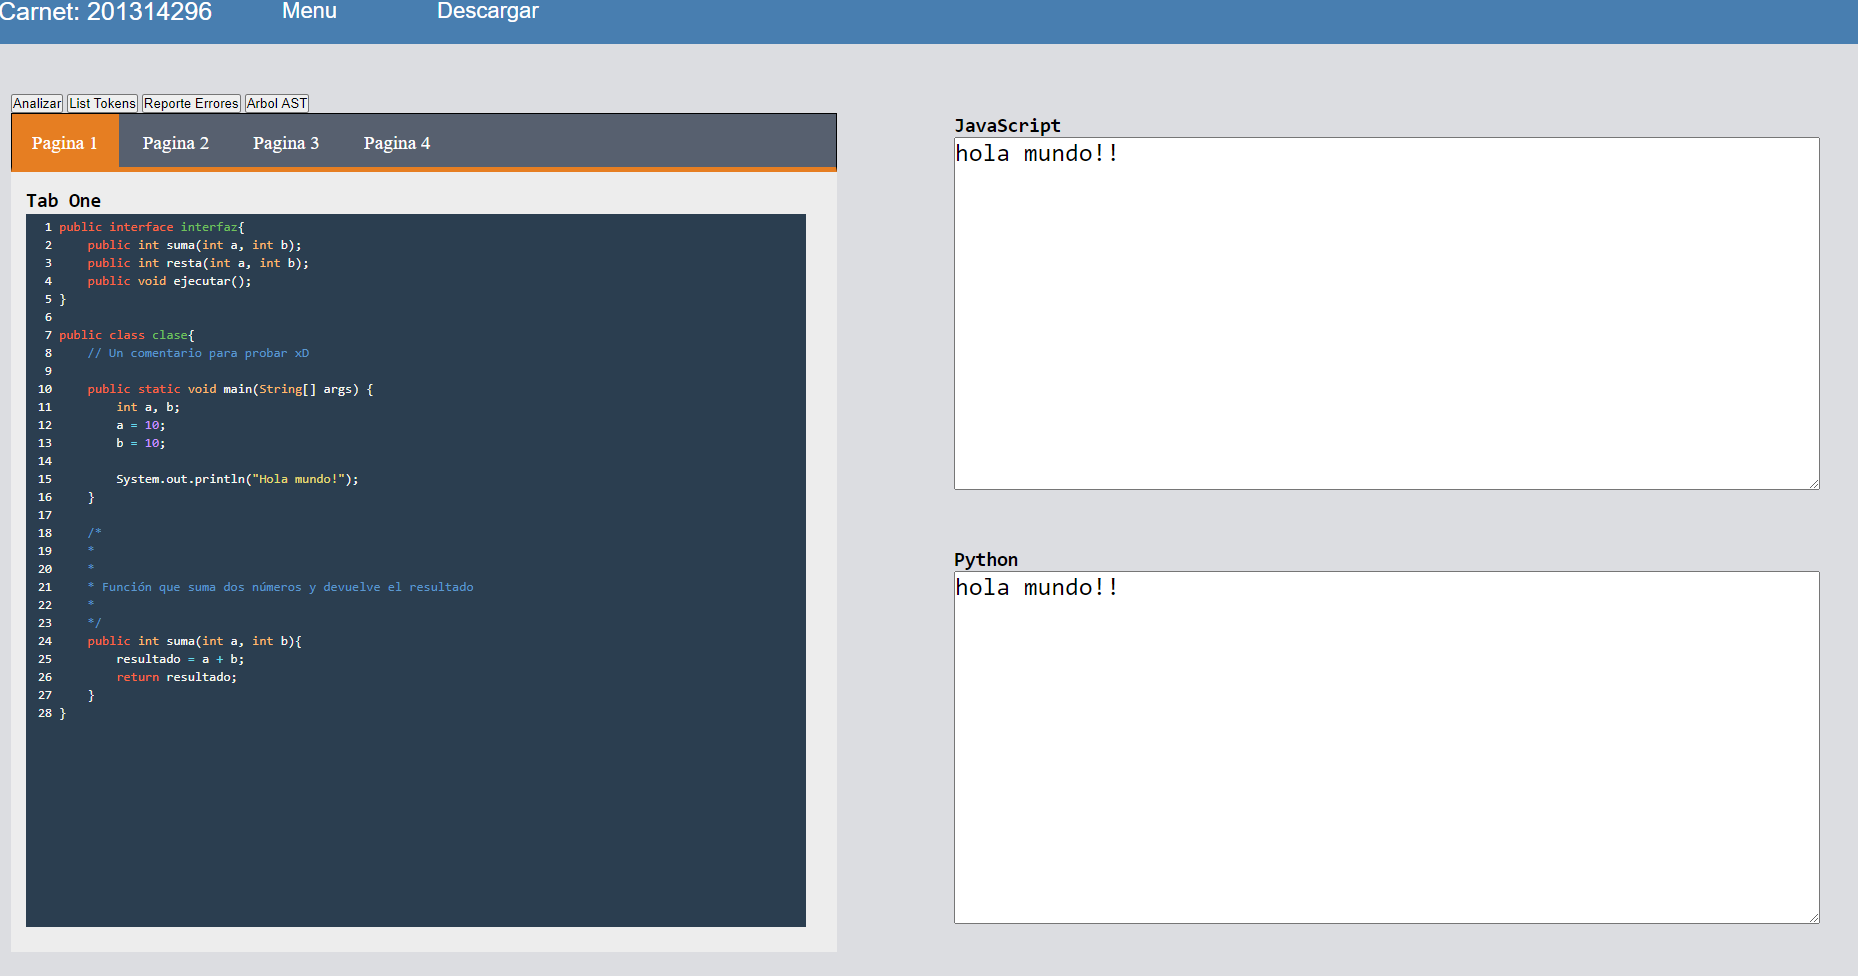 Carnet: 201314296 Menu Descargar
Analizar List Tokens Reporte Errores Arbol AST
Pagina 1 Pagina 2 Pagina 3 Pagina 4
Tab One
1 public interface interfaz{
2     public int suma(int a, int b);
3     public int resta(int a, int b);
4     public void ejecutar();
5 }
6
7 public class clase{
8     // Un comentario para probar xD
9
10     public static void main(String[] args) {
11         int a, b;
12         a = 10;
13         b = 10;
14
15         System.out.println("Hola mundo!");
16     }
17
18     /*
19     *
20     *
21     * Función que suma dos números y devuelve el resultado
22     *
23     */
24     public int suma(int a, int b){
25         resultado = a + b;
26         return resultado;
27     }
28 }
JavaScript
hola mundo!!
Python
hola mundo!!